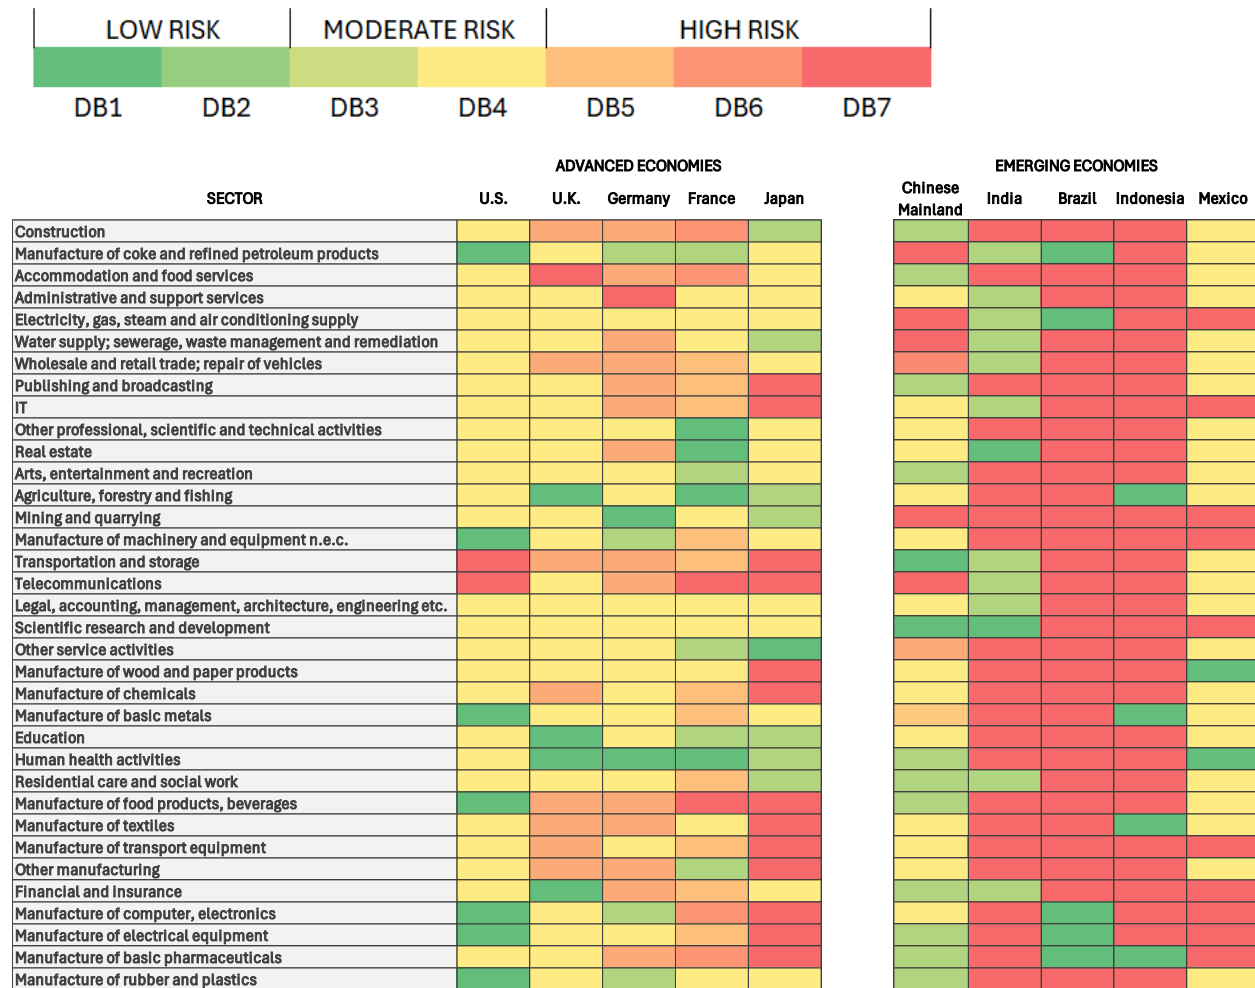 LOW RISK MODERATE RISK HIGH RISK
DB1 DB2 DB3 DB4 DB5 DB6 DB7
ADVANCED ECONOMIES EMERGING ECONOMIES
SECTOR U.S. U.K. Germany France Japan Chinese Mainland India Brazil Indonesia Mexico
Construction
Manufacture of coke and refined petroleum products
Accommodation and food services
Administrative and support services
Electricity, gas, steam and air conditioning supply
Water supply; sewerage, waste management and remediation
Wholesale and retail trade; repair of vehicles
Publishing and broadcasting
IT
Other professional, scientific and technical activities
Real estate
Arts, entertainment and recreation
Agriculture, forestry and fishing
Mining and quarrying
Manufacture of machinery and equipment n.e.c.
Transportation and storage
Telecommunications
Legal, accounting, management, architecture, engineering etc.
Scientific research and development
Other service activities
Manufacture of wood and paper products
Manufacture of chemicals
Manufacture of basic metals
Education
Human health activities
Residential care and social work
Manufacture of food products, beverages
Manufacture of textiles
Manufacture of transport equipment
Other manufacturing
Financial and insurance
Manufacture of computer, electronics
Manufacture of electrical equipment
Manufacture of basic pharmaceuticals
Manufacture of rubber and plastics